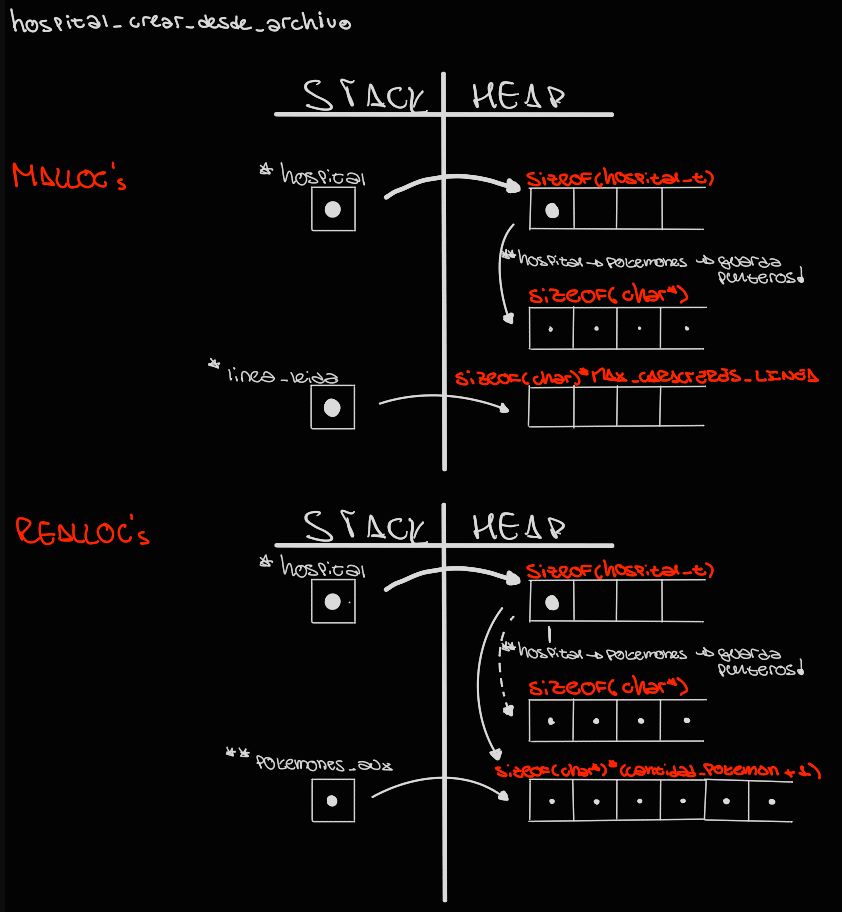 hospital_crear_desde_archivo
STACK HEAP
MALLOC's
* hospital
sizeof(hospital_t)
**hospital→pokemones → guarda
punteros!
sizeof(char*)
* linea_leida
sizeof(char)*MAX_CARACTERES_LINEA
REALLOC's
STACK HEAP
* hospital
sizeof(hospital_t)
**hospital→pokemones → guarda
punteros!
sizeof(char*)
** pokemones_aux
sizeof(char*)*(cantidad_pokemon +1)